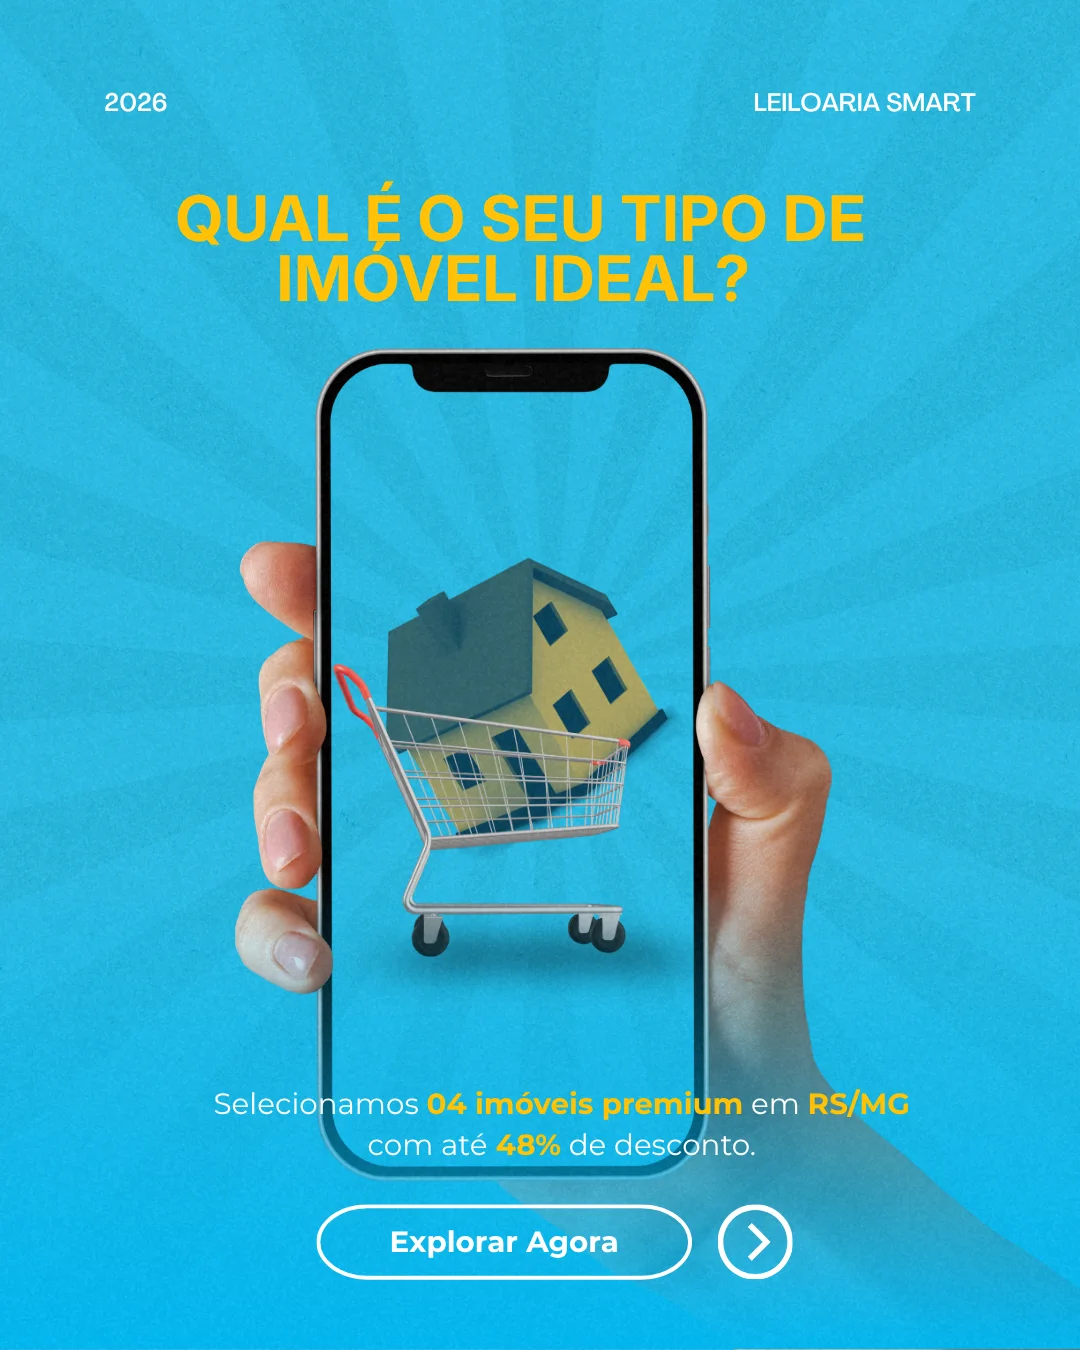 2026
LEILOARIA SMART
QUAL É O SEU TIPO DE
IMÓVEL IDEAL?
Selecionamos 04 imóveis premium em RS/MG
com até 48% de desconto.
Explorar Agora